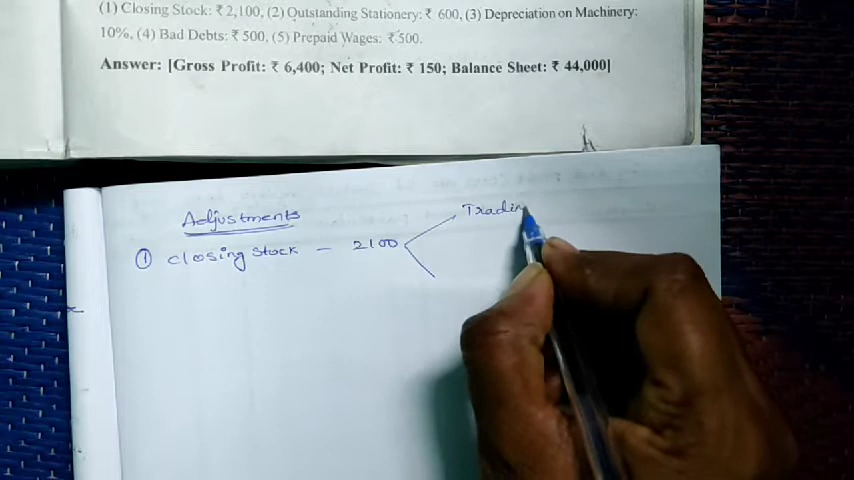 (1) Closing Stock: ₹ 2,100, (2) Outstanding Stationery: ₹ 600, (3) Depreciation on Machinery:
10%, (4) Bad Debts: ₹ 500, (5) Prepaid Wages: ₹ 500.
Answer: [Gross Profit: ₹ 6,400; Net Profit: ₹ 150; Balance Sheet: ₹ 44,000]
Adjustments
① closing stock – 2100 Tradin